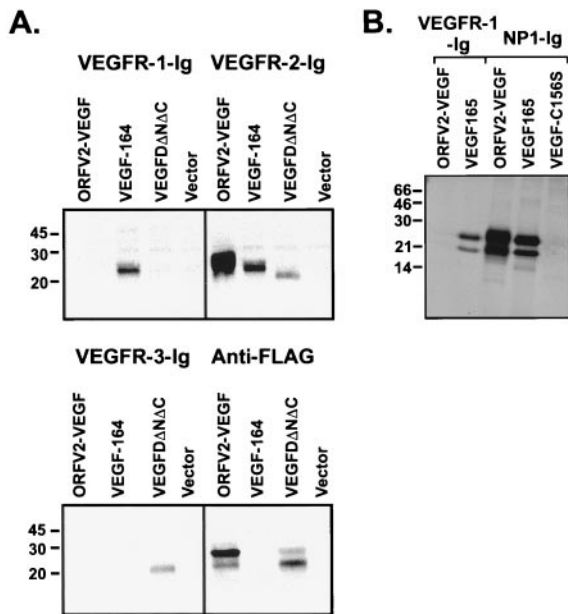 A.
VEGFR-1-Ig VEGFR-2-Ig
ORFV2-VEGF
VEGF-164
VEGFDΔNΔC
Vector
ORFV2-VEGF
VEGF-164
VEGFDΔNΔC
Vector
45
30
20
VEGFR-3-Ig Anti-FLAG
ORFV2-VEGF
VEGF-164
VEGFDΔNΔC
Vector
ORFV2-VEGF
VEGF-164
VEGFDΔNΔC
Vector
45
30
20
B.
VEGFR-1
-Ig NP1-Ig
ORFV2-VEGF
VEGF165
ORFV2-VEGF
VEGF165
VEGF-C156S
66
46
30
21
14